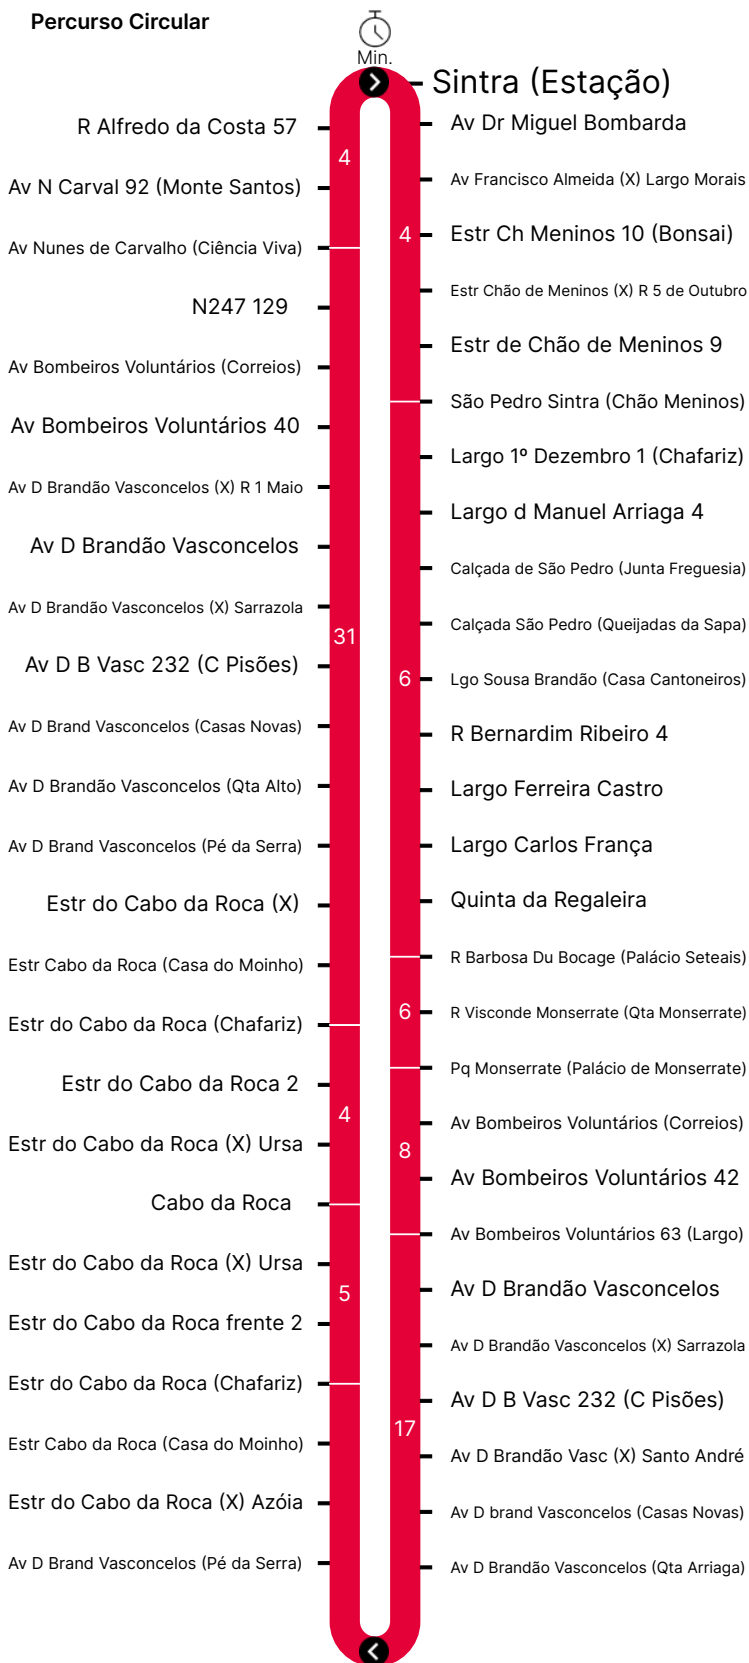 Percurso Circular
Min.
Sintra (Estação)
Av Dr Miguel Bombarda
Av Francisco Almeida (X) Largo Morais
4
Estr Ch Meninos 10 (Bonsai)
Estr Chão de Meninos (X) R 5 de Outubro
Estr de Chão de Meninos 9
São Pedro Sintra (Chão Meninos)
Largo 1º Dezembro 1 (Chafariz)
Largo d Manuel Arriaga 4
Calçada de São Pedro (Junta Freguesia)
Calçada São Pedro (Queijadas da Sapa)
6
Lgo Sousa Brandão (Casa Cantoneiros)
R Bernardim Ribeiro 4
Largo Ferreira Castro
Largo Carlos França
Quinta da Regaleira
R Barbosa Du Bocage (Palácio Seteais)
6
R Visconde Monserrate (Qta Monserrate)
Pq Monserrate (Palácio de Monserrate)
Av Bombeiros Voluntários (Correios)
8
Av Bombeiros Voluntários 42
Av Bombeiros Voluntários 63 (Largo)
Av D Brandão Vasconcelos
Av D Brandão Vasconcelos (X) Sarrazola
Av D B Vasc 232 (C Pisões)
17
Av D Brandão Vasc (X) Santo André
Av D brand Vasconcelos (Casas Novas)
Av D Brandão Vasconcelos (Qta Arriaga)
R Alfredo da Costa 57
4
Av N Carval 92 (Monte Santos)
Av Nunes de Carvalho (Ciência Viva)
N247 129
Av Bombeiros Voluntários (Correios)
Av Bombeiros Voluntários 40
Av D Brandão Vasconcelos (X) R 1 Maio
Av D Brandão Vasconcelos
Av D Brandão Vasconcelos (X) Sarrazola
31
Av D B Vasc 232 (C Pisões)
Av D Brand Vasconcelos (Casas Novas)
Av D Brandão Vasconcelos (Qta Alto)
Av D Brand Vasconcelos (Pé da Serra)
Estr do Cabo da Roca (X)
Estr Cabo da Roca (Casa do Moinho)
Estr do Cabo da Roca (Chafariz)
Estr do Cabo da Roca 2
4
Estr do Cabo da Roca (X) Ursa
Cabo da Roca
Estr do Cabo da Roca (X) Ursa
5
Estr do Cabo da Roca frente 2
Estr do Cabo da Roca (Chafariz)
Estr Cabo da Roca (Casa do Moinho)
Estr do Cabo da Roca (X) Azóia
Av D Brand Vasconcelos (Pé da Serra)